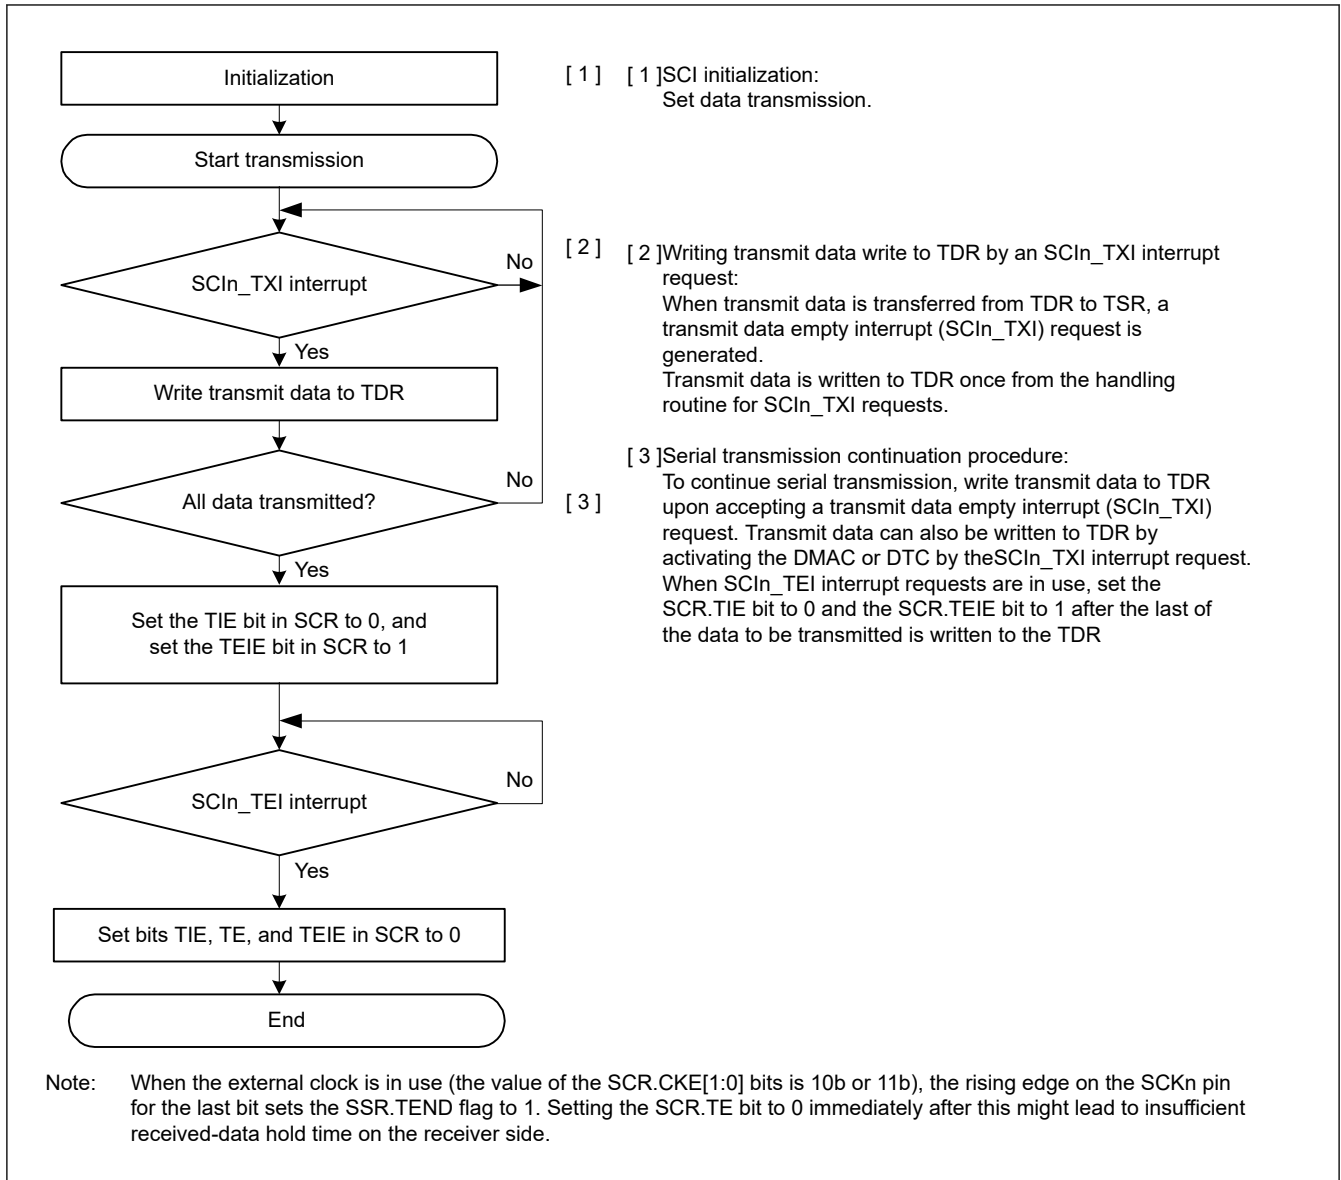 Initialization
[ 1 ]
[ 1 ]SCI initialization:
Set data transmission.
Start transmission
SCIn_TXI interrupt
No
Yes
[ 2 ]
[ 2 ]Writing transmit data write to TDR by an SCIn_TXI interrupt
request:
When transmit data is transferred from TDR to TSR, a
transmit data empty interrupt (SCIn_TXI) request is
generated.
Transmit data is written to TDR once from the handling
routine for SCIn_TXI requests.
Write transmit data to TDR
All data transmitted?
No
Yes
[ 3 ]
[ 3 ]Serial transmission continuation procedure:
To continue serial transmission, write transmit data to TDR
upon accepting a transmit data empty interrupt (SCIn_TXI)
request. Transmit data can also be written to TDR by
activating the DMAC or DTC by theSCIn_TXI interrupt request.
When SCIn_TEI interrupt requests are in use, set the
SCR.TIE bit to 0 and the SCR.TEIE bit to 1 after the last of
the data to be transmitted is written to the TDR
Set the TIE bit in SCR to 0, and
set the TEIE bit in SCR to 1
SCIn_TEI interrupt
No
Yes
Set bits TIE, TE, and TEIE in SCR to 0
End
Note: When the external clock is in use (the value of the SCR.CKE[1:0] bits is 10b or 11b), the rising edge on the SCKn pin
for the last bit sets the SSR.TEND flag to 1. Setting the SCR.TE bit to 0 immediately after this might lead to insufficient
received-data hold time on the receiver side.